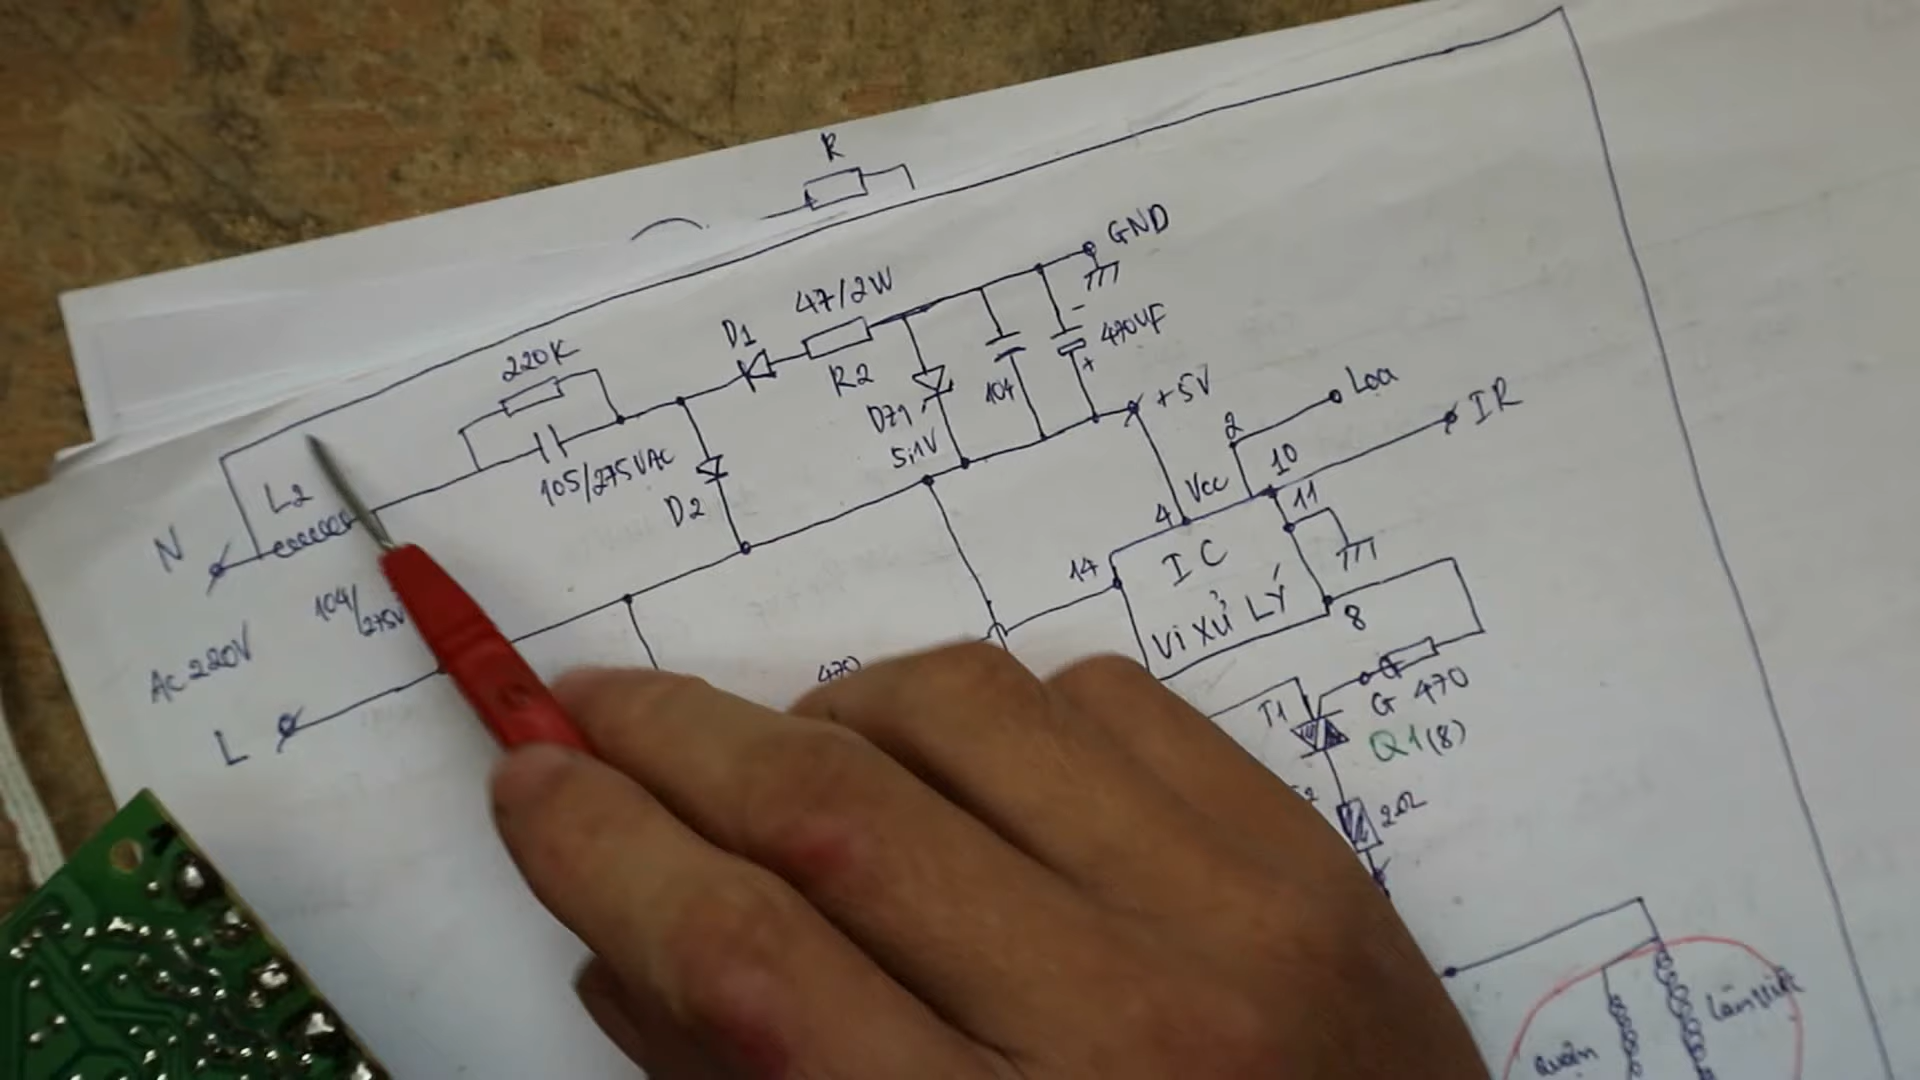 R
47/2W
GND
D1
220K
R2
470UF
-
+
104
DZ1
5,1V
+5V
Loa
IR
2
10
11
Vcc
4
105/275VAC
D2
L2
N
104/
275V
AC 220V
L
14
IC
Vi XỬ LÝ
8
470
T1
G 470
Q1(8)
2Ω